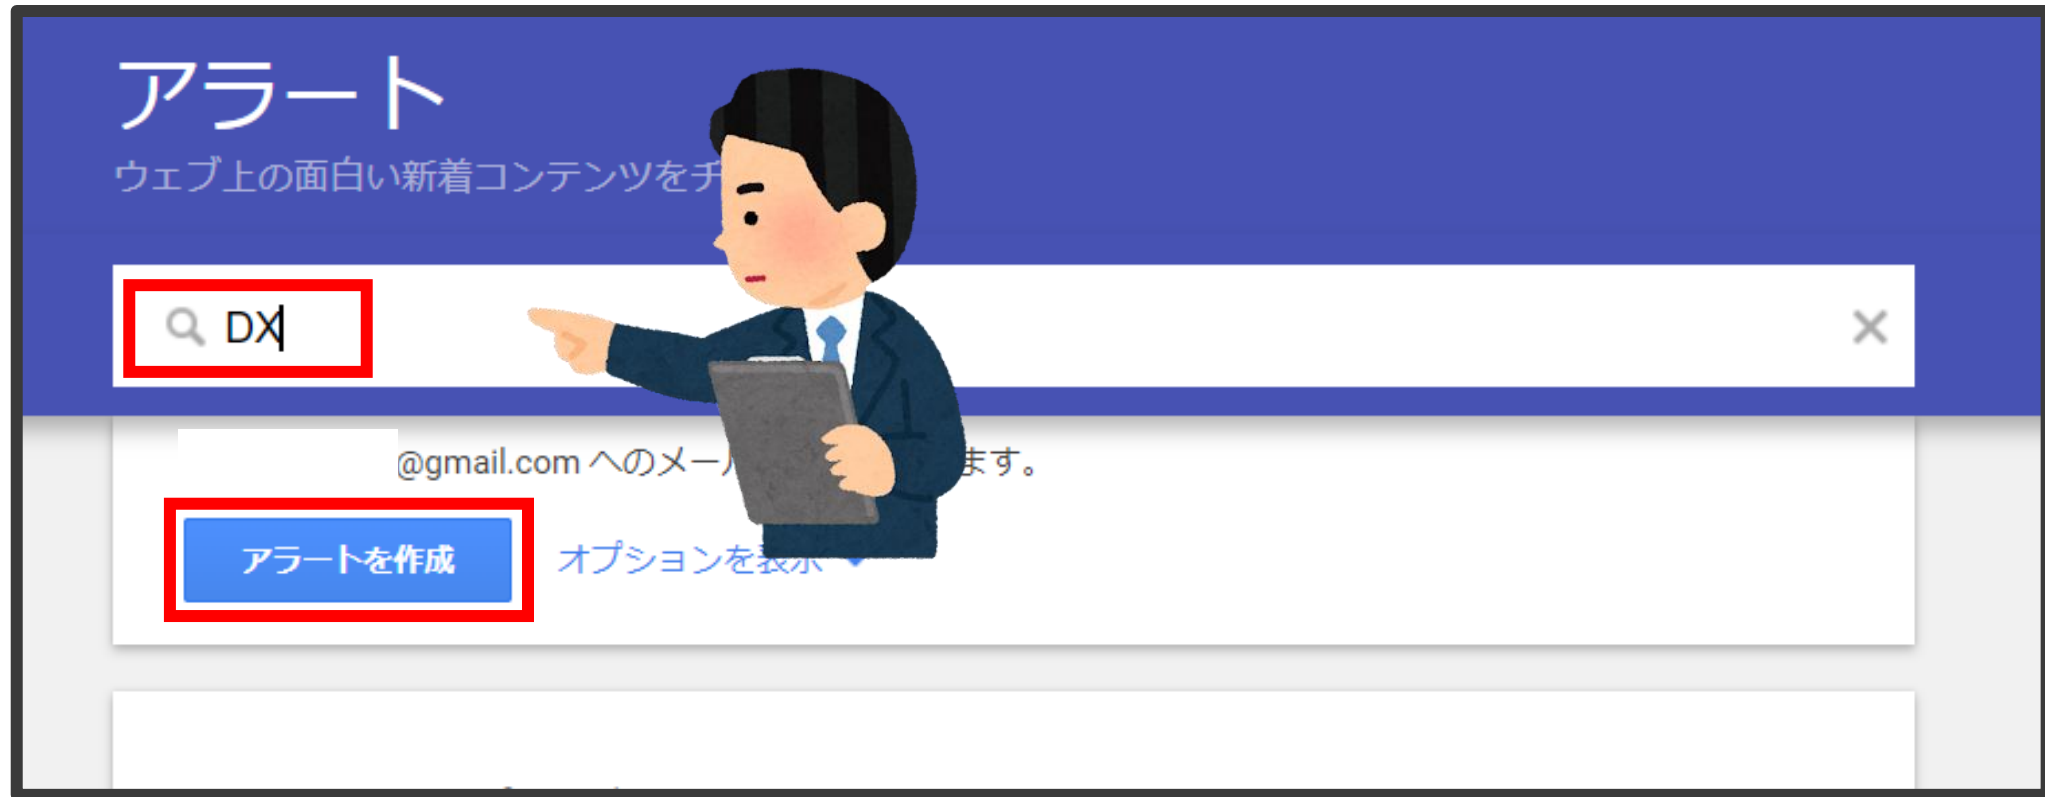 アラート
ウェブ上の面白い新着コンテンツをチ
DX
@gmail.com へのメー ます。
アラートを作成
オプションを表示